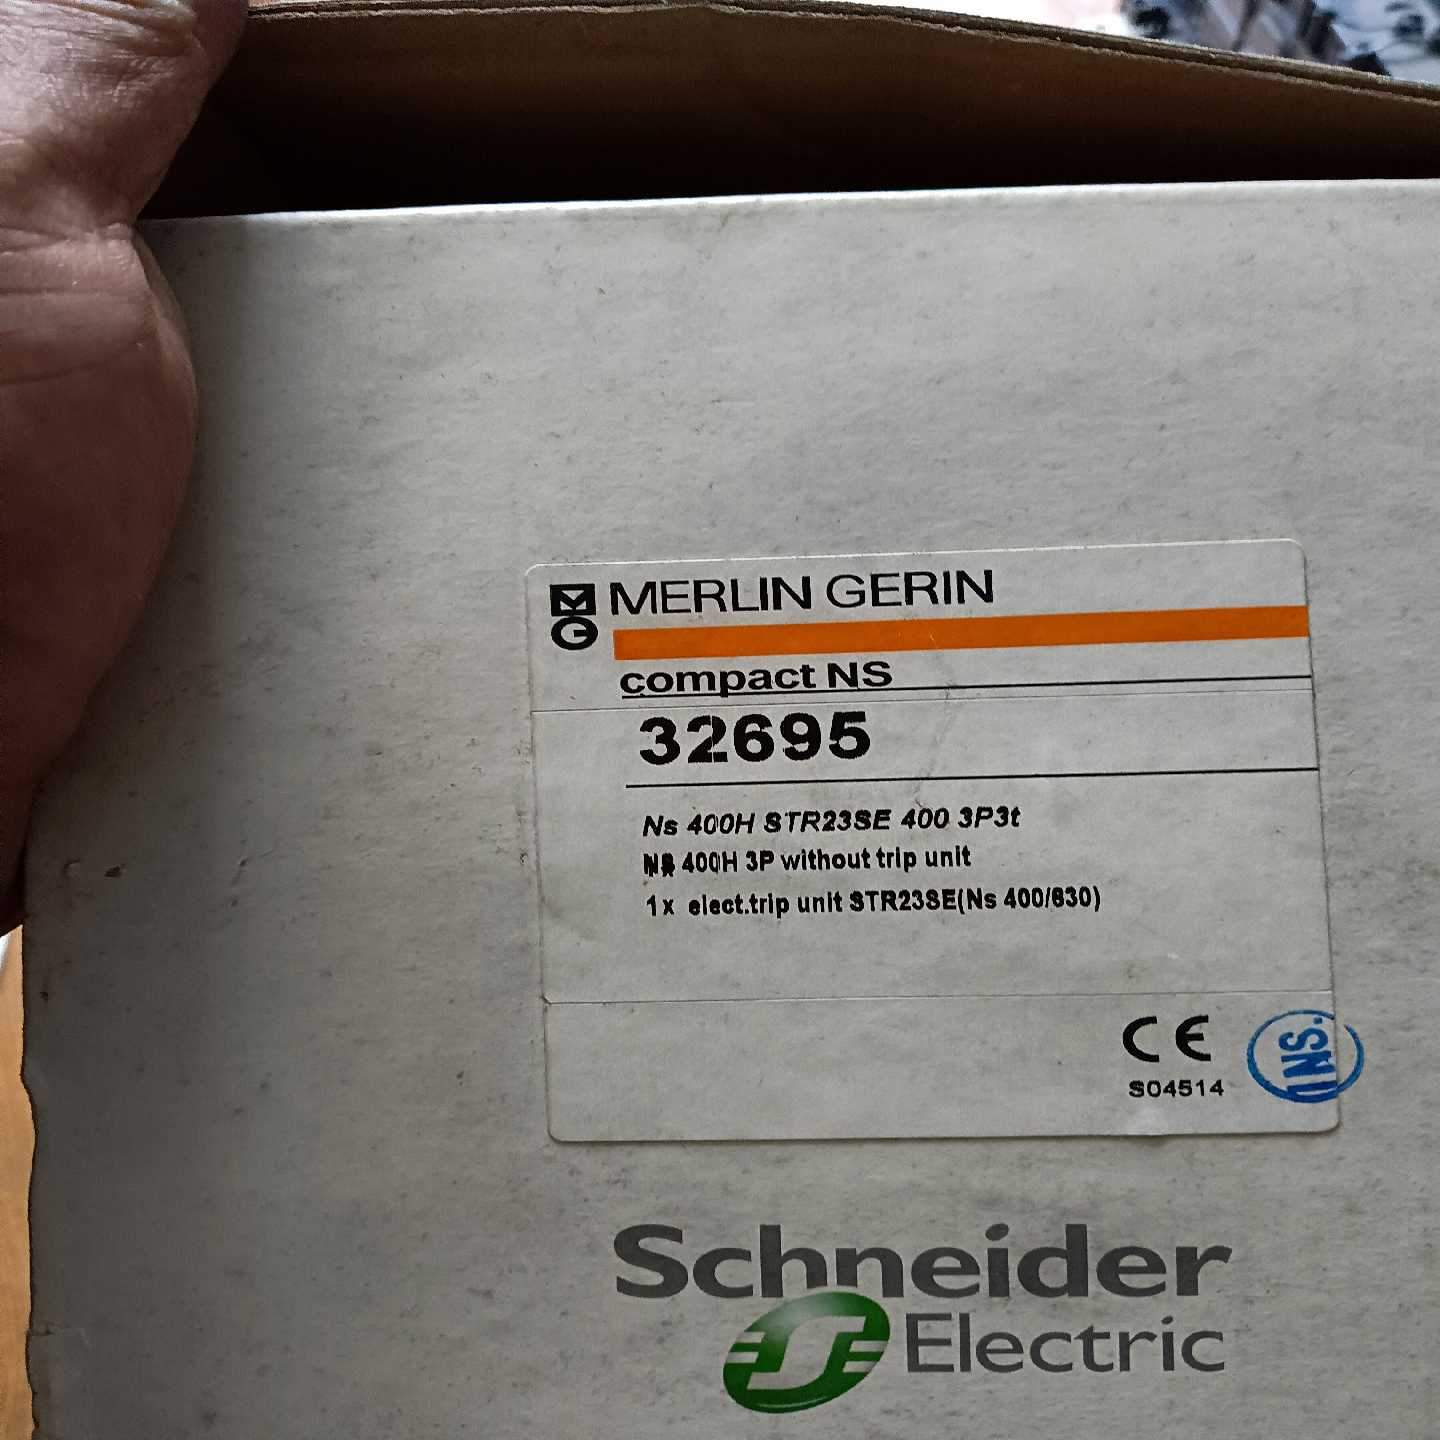 MG MERLIN GERIN
compact NS
32695
Ns 400H STR23SE 400 3P3t
NS 400H 3P without trip unit
1x elect.trip unit STR23SE(Ns 400/630)
CE
S04514
INS.
Schneider
Electric